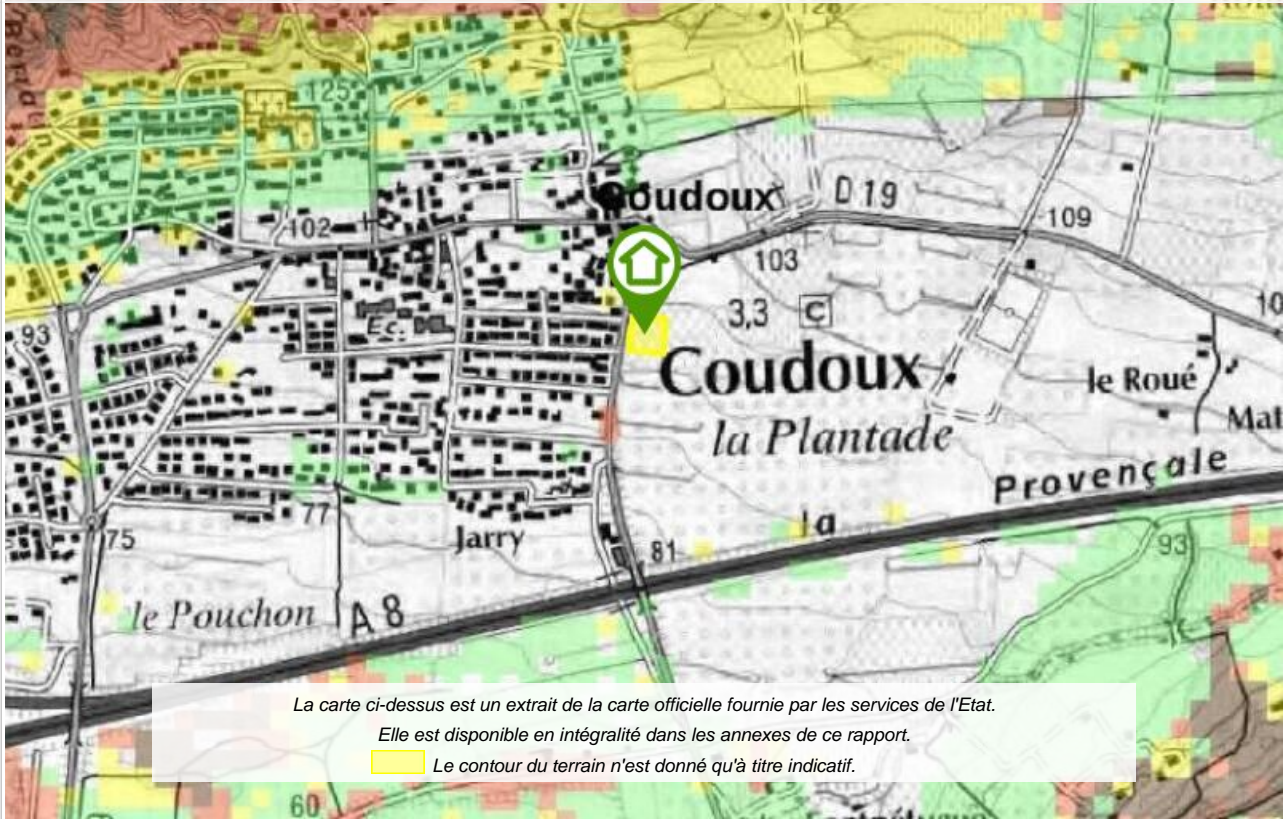 125
Coudoux
D 19
102
109
103
3,3
C
93
Ec.
Coudoux
le Roué
la Plantade
Mat
Provençale
la
77
Jarry
75
81
93
le Pouchon
A 8
La carte ci-dessus est un extrait de la carte officielle fournie par les services de l'Etat.
Elle est disponible en intégralité dans les annexes de ce rapport.
Le contour du terrain n'est donné qu'à titre indicatif.
60